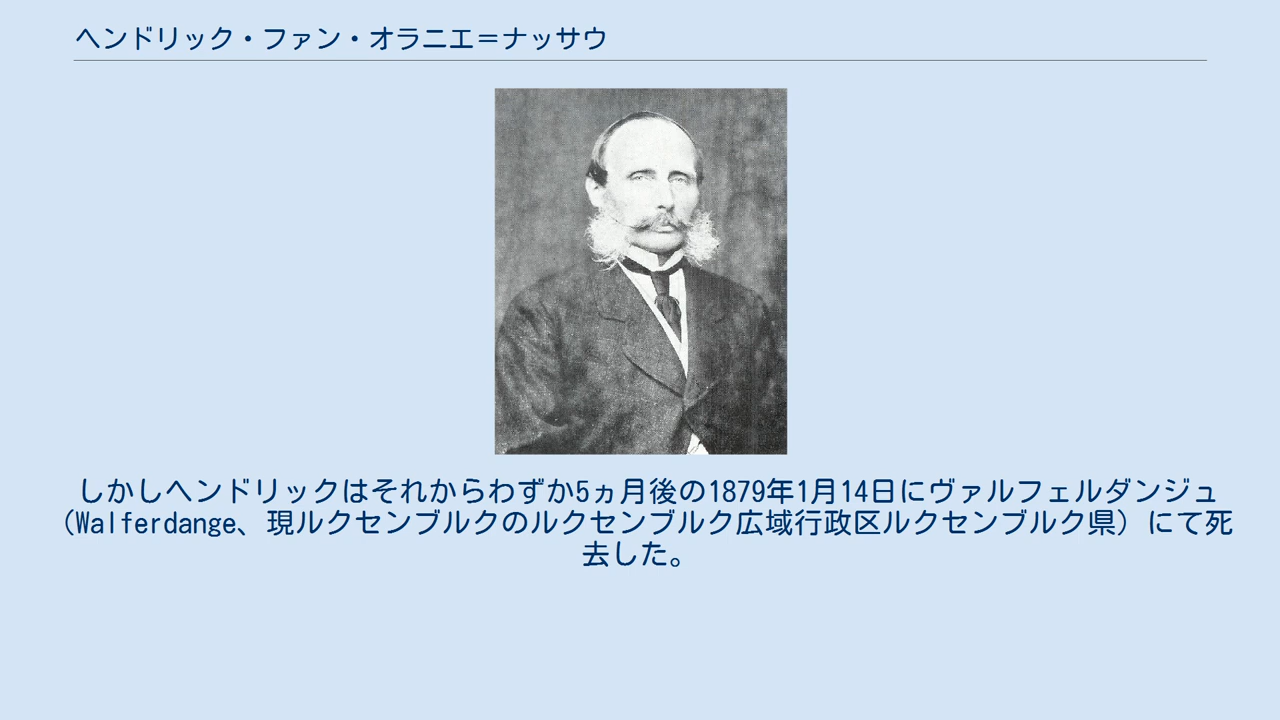 ヘンドリック・ファン・オラニエ＝ナッサウ
しかしヘンドリックはそれからわずか5ヵ月後の1879年1月14日にヴァルフェルダンジュ
(Walferdange、現ルクセンブルクのルクセンブルク広域行政区ルクセンブルク県）にて死
去した。